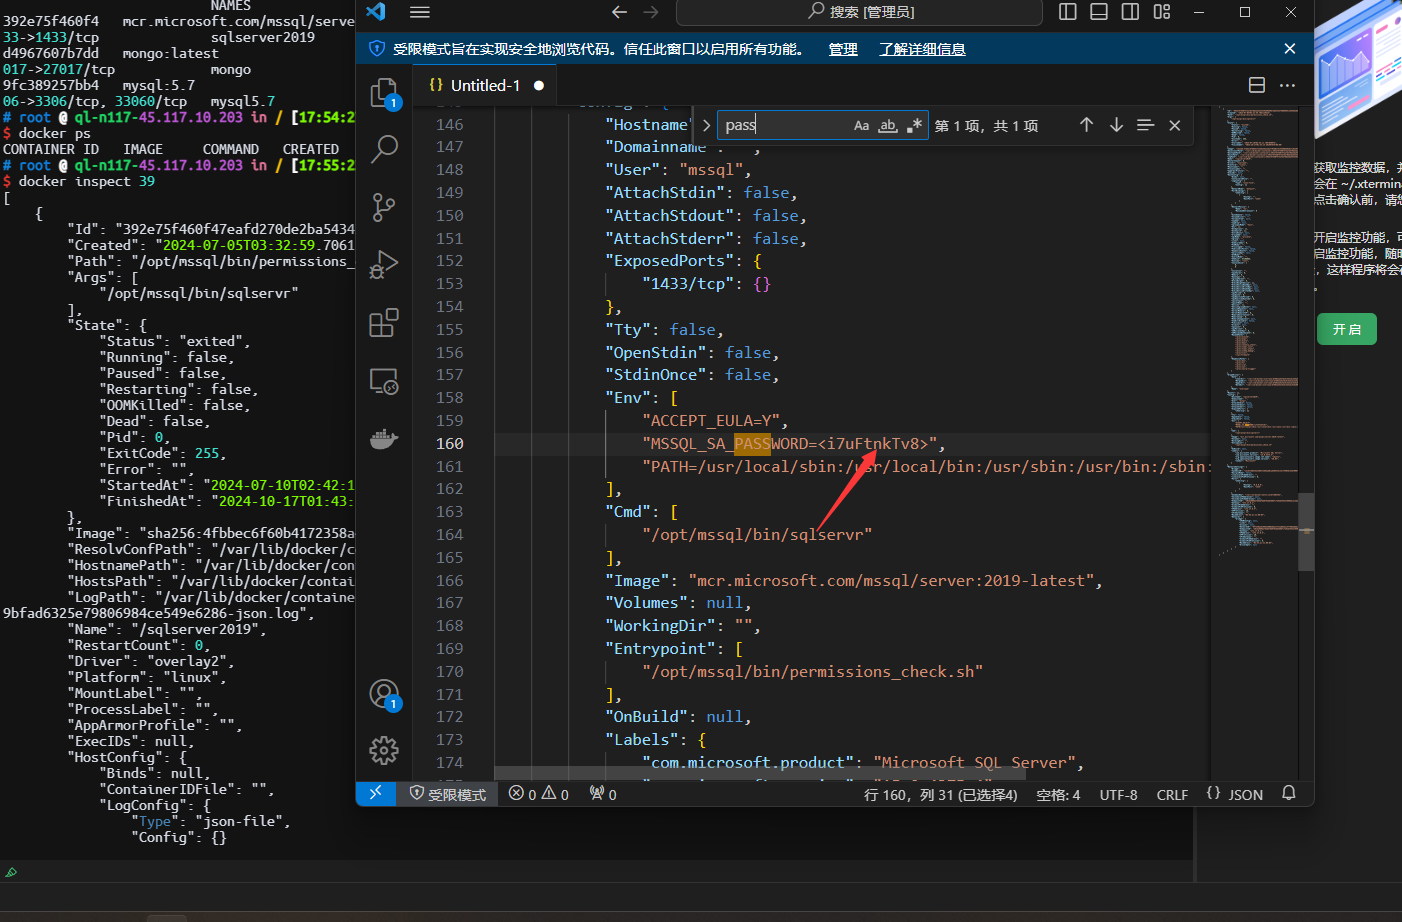 NAMES
392e75f460f4   mcr.microsoft.com/mssql/serve
33->1433/tcp            sqlserver2019
d4967607b7dd   mongo:latest
017->27017/tcp            mongo
9fc389257bb4   mysql:5.7
06->3306/tcp, 33060/tcp   mysql5.7
# root @ ql-n117-45.117.10.203 in / [17:54:2
$ docker ps
CONTAINER ID   IMAGE     COMMAND   CREATED
# root @ ql-n117-45.117.10.203 in / [17:55:2
$ docker inspect 39
[
    {
        "Id": "392e75f460f47eafd270de2ba5434
        "Created": "2024-07-05T03:32:59.7061
        "Path": "/opt/mssql/bin/permissions_
        "Args": [
            "/opt/mssql/bin/sqlservr"
        ],
        "State": {
            "Status": "exited",
            "Running": false,
            "Paused": false,
            "Restarting": false,
            "OOMKilled": false,
            "Dead": false,
            "Pid": 0,
            "ExitCode": 255,
            "Error": "",
            "StartedAt": "2024-07-10T02:42:1
            "FinishedAt": "2024-10-17T01:43:
        },
        "Image": "sha256:4fbbec6f60b4172358a
        "ResolvConfPath": "/var/lib/docker/c
        "HostnamePath": "/var/lib/docker/con
        "HostsPath": "/var/lib/docker/contai
        "LogPath": "/var/lib/docker/containe
9bfad6325e79806984ce549e6286-json.log",
        "Name": "/sqlserver2019",
        "RestartCount": 0,
        "Driver": "overlay2",
        "Platform": "linux",
        "MountLabel": "",
        "ProcessLabel": "",
        "AppArmorProfile": "",
        "ExecIDs": null,
        "HostConfig": {
            "Binds": null,
            "ContainerIDFile": "",
            "LogConfig": {
                "Type": "json-file",
                "Config": {}
搜索 [管理员]
受限模式旨在实现安全地浏览代码。信任此窗口以启用所有功能。 管理 了解详细信息
{} Untitled-1
pass
Aa ab .* 第 1 项，共 1 项
146 "Hostname"
147 "Domainname": "",
148 "User": "mssql",
149 "AttachStdin": false,
150 "AttachStdout": false,
151 "AttachStderr": false,
152 "ExposedPorts": {
153 "1433/tcp": {}
154 },
155 "Tty": false,
156 "OpenStdin": false,
157 "StdinOnce": false,
158 "Env": [
159 "ACCEPT_EULA=Y",
160 "MSSQL_SA_PASSWORD=<i7uFtnkTv8>",
161 "PATH=/usr/local/sbin:/usr/local/bin:/usr/sbin:/usr/bin:/sbin:
162 ],
163 "Cmd": [
164 "/opt/mssql/bin/sqlservr"
165 ],
166 "Image": "mcr.microsoft.com/mssql/server:2019-latest",
167 "Volumes": null,
168 "WorkingDir": "",
169 "Entrypoint": [
170 "/opt/mssql/bin/permissions_check.sh"
171 ],
172 "OnBuild": null,
173 "Labels": {
174 "com.microsoft.product": "Microsoft SQL Server",
1
1
受限模式 0 0 0 行 160，列 31 (已选择4) 空格: 4 UTF-8 CRLF {} JSON
获取监控数据，并
会在 ~/.xtermina
点击确认前，请您
开启监控功能，可
启监控功能，随时
，这样程序将会在
。
开 启